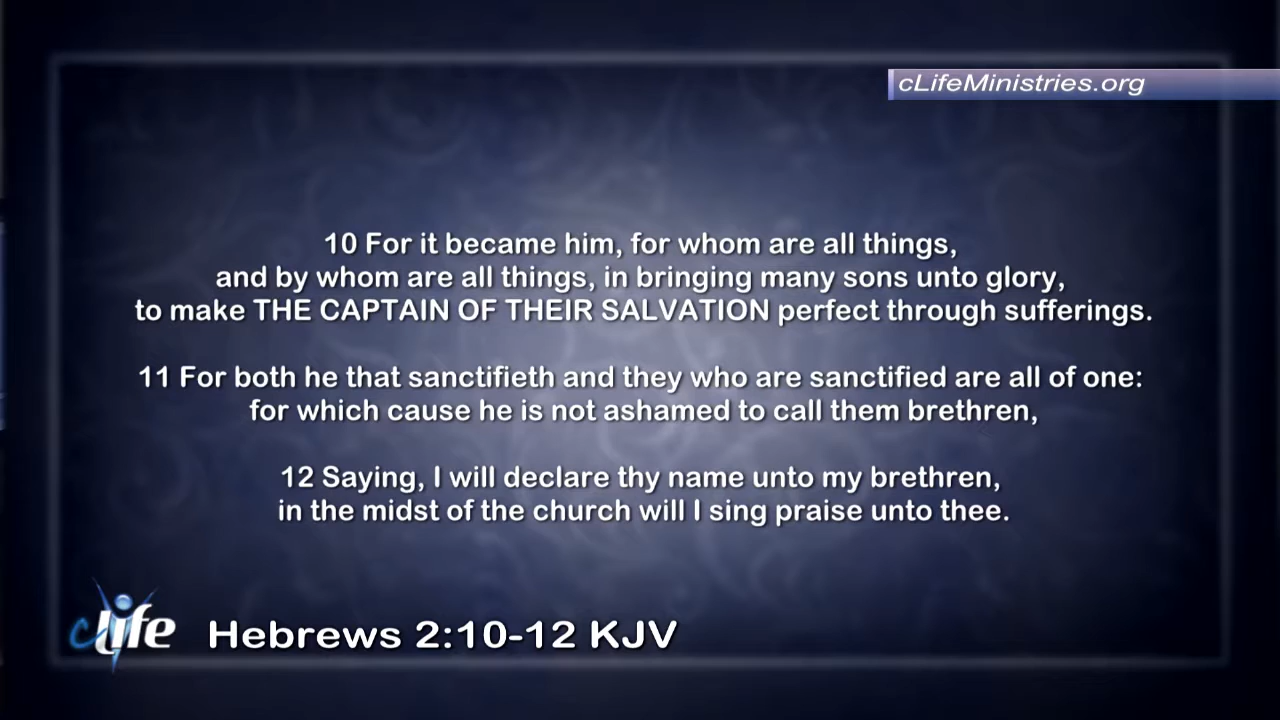 cLifeMinistries.org
10 For it became him, for whom are all things,
and by whom are all things, in bringing many sons unto glory,
to make THE CAPTAIN OF THEIR SALVATION perfect through sufferings.
11 For both he that sanctifieth and they who are sanctified are all of one:
for which cause he is not ashamed to call them brethren,
12 Saying, I will declare thy name unto my brethren,
in the midst of the church will I sing praise unto thee.
cLife
Hebrews 2:10-12 KJV